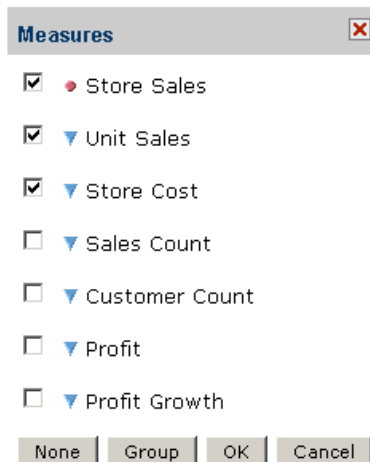 Measures
Store Sales
Unit Sales
Store Cost
Sales Count
Customer Count
Profit
Profit Growth
None Group OK Cancel